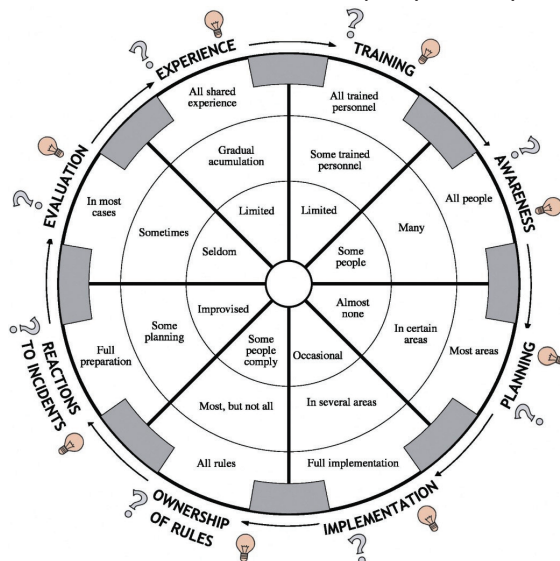 EXPERIENCE
All shared
experience
Gradual
acumulation
Limited
TRAINING
All trained
personnel
Some trained
personnel
Limited
AWARENESS
All people
Many
Some
people
PLANNING
Most areas
In certain
areas
Almost
none
IMPLEMENTATION
Full implementation
In several areas
Occasional
OWNERSHIP
OF RULES
All rules
Most, but not all
Some
people
comply
REACTIONS
TO INCIDENTS
Full
preparation
Some
planning
Improvised
EVALUATION
In most
cases
Sometimes
Seldom